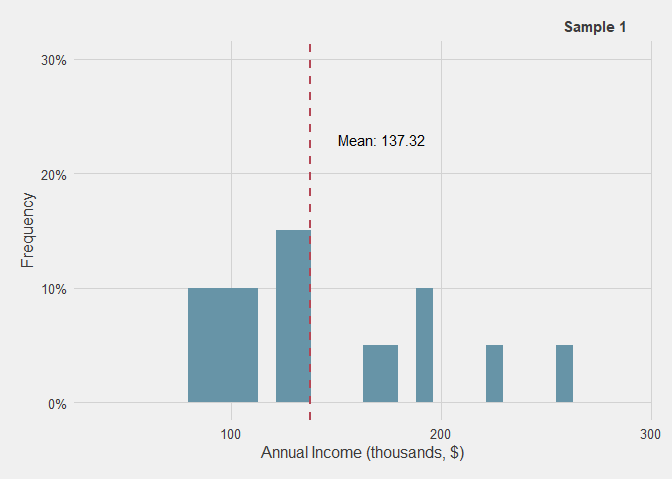 Sample 1
30%
Mean: 137.32
20%
Frequency
10%
0%
100 200 300
Annual Income (thousands, $)